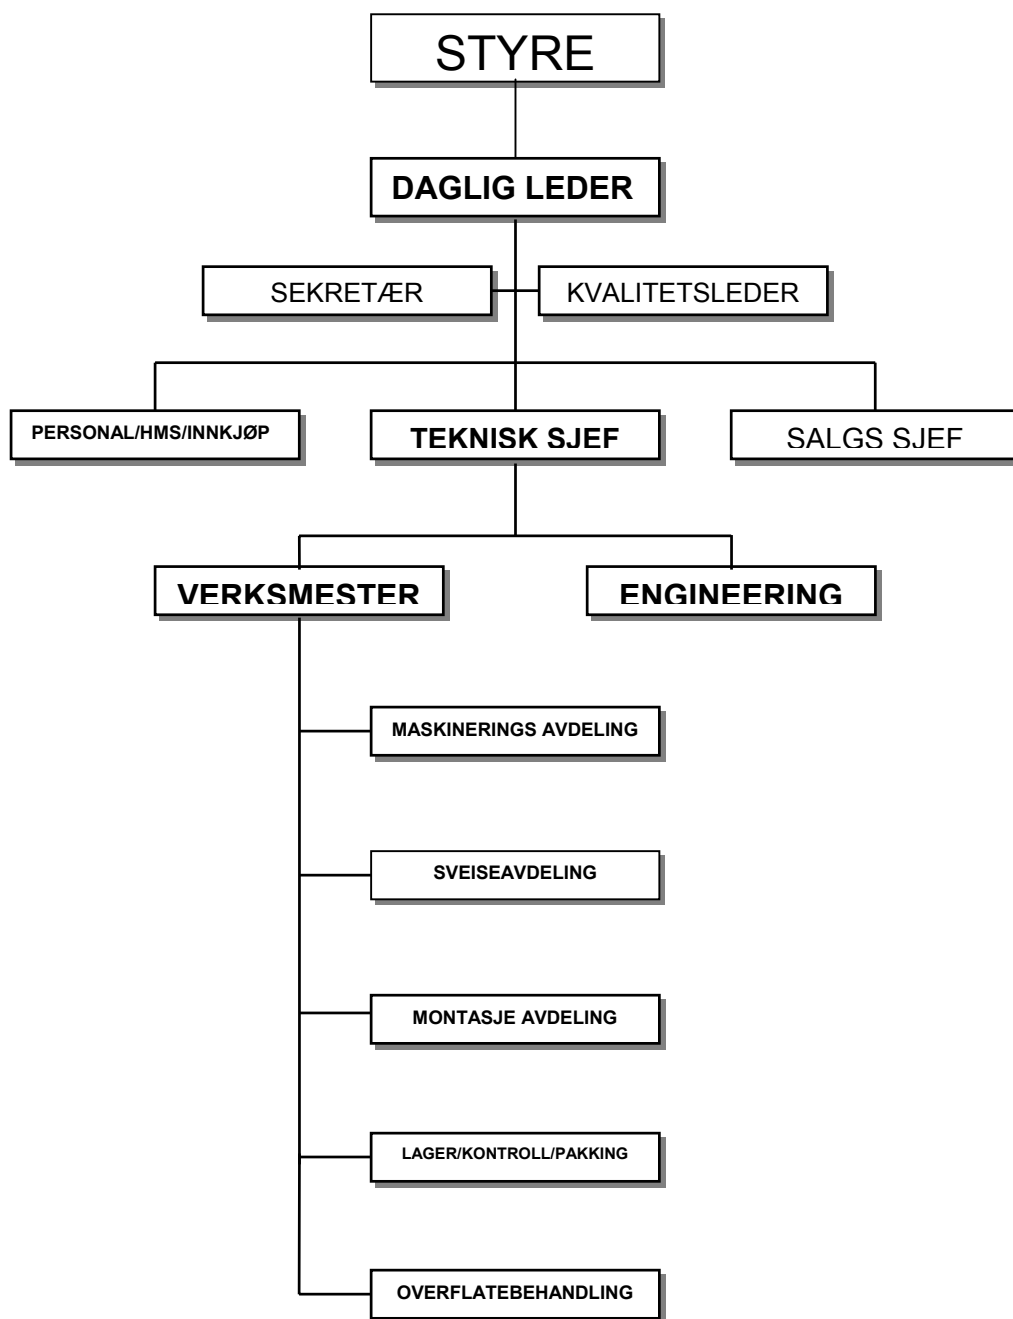 STYRE
DAGLIG LEDER
SEKRETÆR
KVALITETSLEDER
PERSONAL/HMS/INNKJØP
TEKNISK SJEF
SALGS SJEF
VERKSMESTER
ENGINEERING
MASKINERINGS AVDELING
SVEISEAVDELING
MONTASJE AVDELING
LAGER/KONTROLL/PAKKING
OVERFLATEBEHANDLING